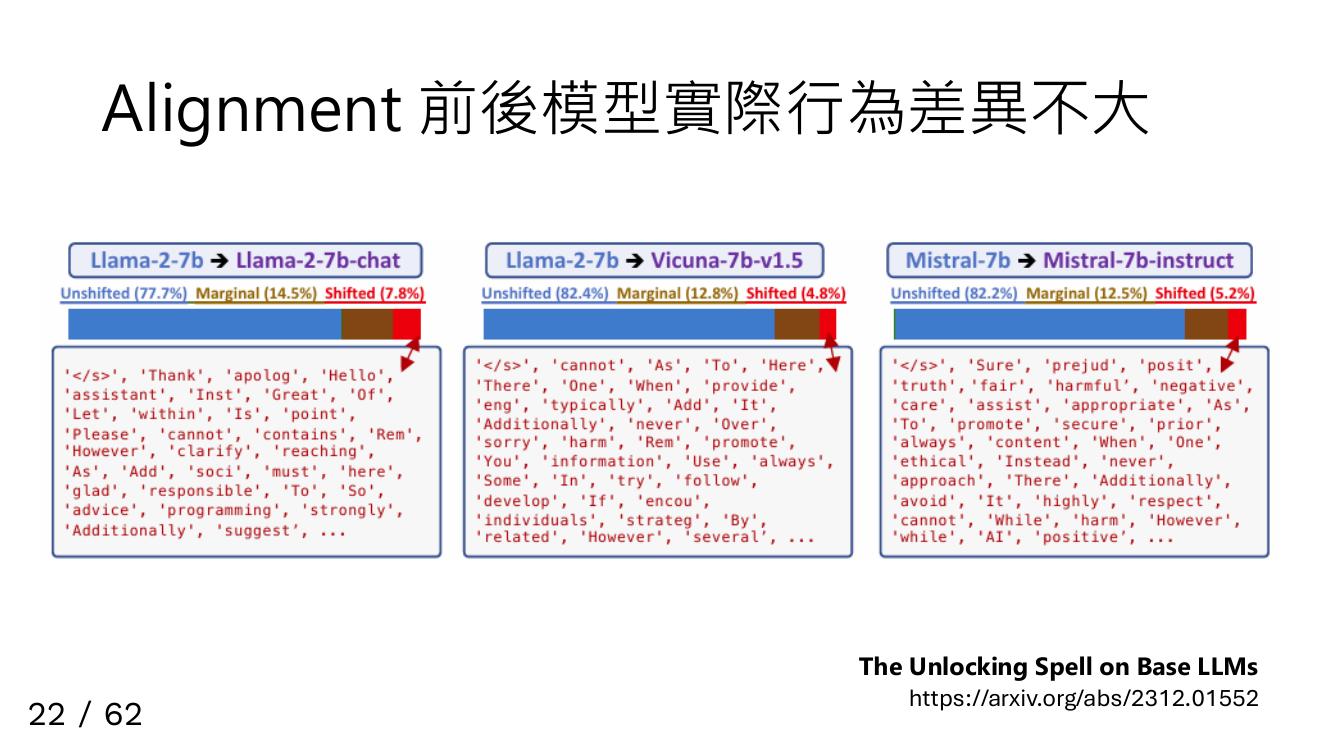 Alignment 前後模型實際行為差異不大
Llama-2-7b ➔ Llama-2-7b-chat
Unshifted (77.7%) Marginal (14.5%) Shifted (7.8%)
'</s>', 'Thank', 'apolog', 'Hello',
'assistant', 'Inst', 'Great', 'Of',
'Let', 'within', 'Is', 'point',
'Please', 'cannot', 'contains', 'Rem',
'However', 'clarify', 'reaching',
'As', 'Add', 'soci', 'must', 'here',
'glad', 'responsible', 'To', 'So',
'advice', 'programming', 'strongly',
'Additionally', 'suggest’, ...
Llama-2-7b ➔ Vicuna-7b-v1.5
Unshifted (82.4%) Marginal (12.8%) Shifted (4.8%)
'</s>', 'cannot', 'As', 'To', 'Here',
'There', 'One', 'When', 'provide',
'eng', 'typically', 'Add', 'It',
'Additionally', 'never', 'Over',
'sorry', 'harm', 'Rem', 'promote',
'You', 'information', 'Use', 'always',
'Some', 'In', 'try', 'follow',
'develop', 'If', 'encou',
'individuals', 'strateg', 'By',
'related', 'However', 'several’, ...
Mistral-7b ➔ Mistral-7b-instruct
Unshifted (82.2%) Marginal (12.5%) Shifted (5.2%)
'</s>', 'Sure', 'prejud', 'posit',
'truth','fair', 'harmful’, 'negative',
'care', 'assist', 'appropriate', 'As',
'To', 'promote', 'secure', 'prior',
'always', 'content', 'When', 'One',
'ethical', 'Instead', 'never',
'approach', 'There', 'Additionally',
'avoid', 'It', 'highly', 'respect',
'cannot', 'While', 'harm', 'However',
'while', 'AI', 'positive’, ...
The Unlocking Spell on Base LLMs
https://arxiv.org/abs/2312.01552
22 / 62